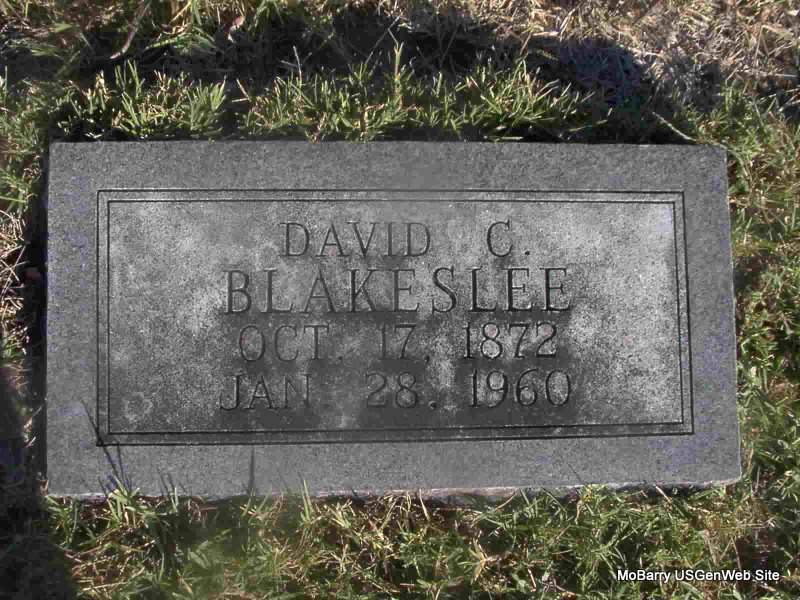 DAVID C.
BLAKESLEE
OCT. 17, 1872
JAN. 28, 1960
MoBarry USGenWeb Site